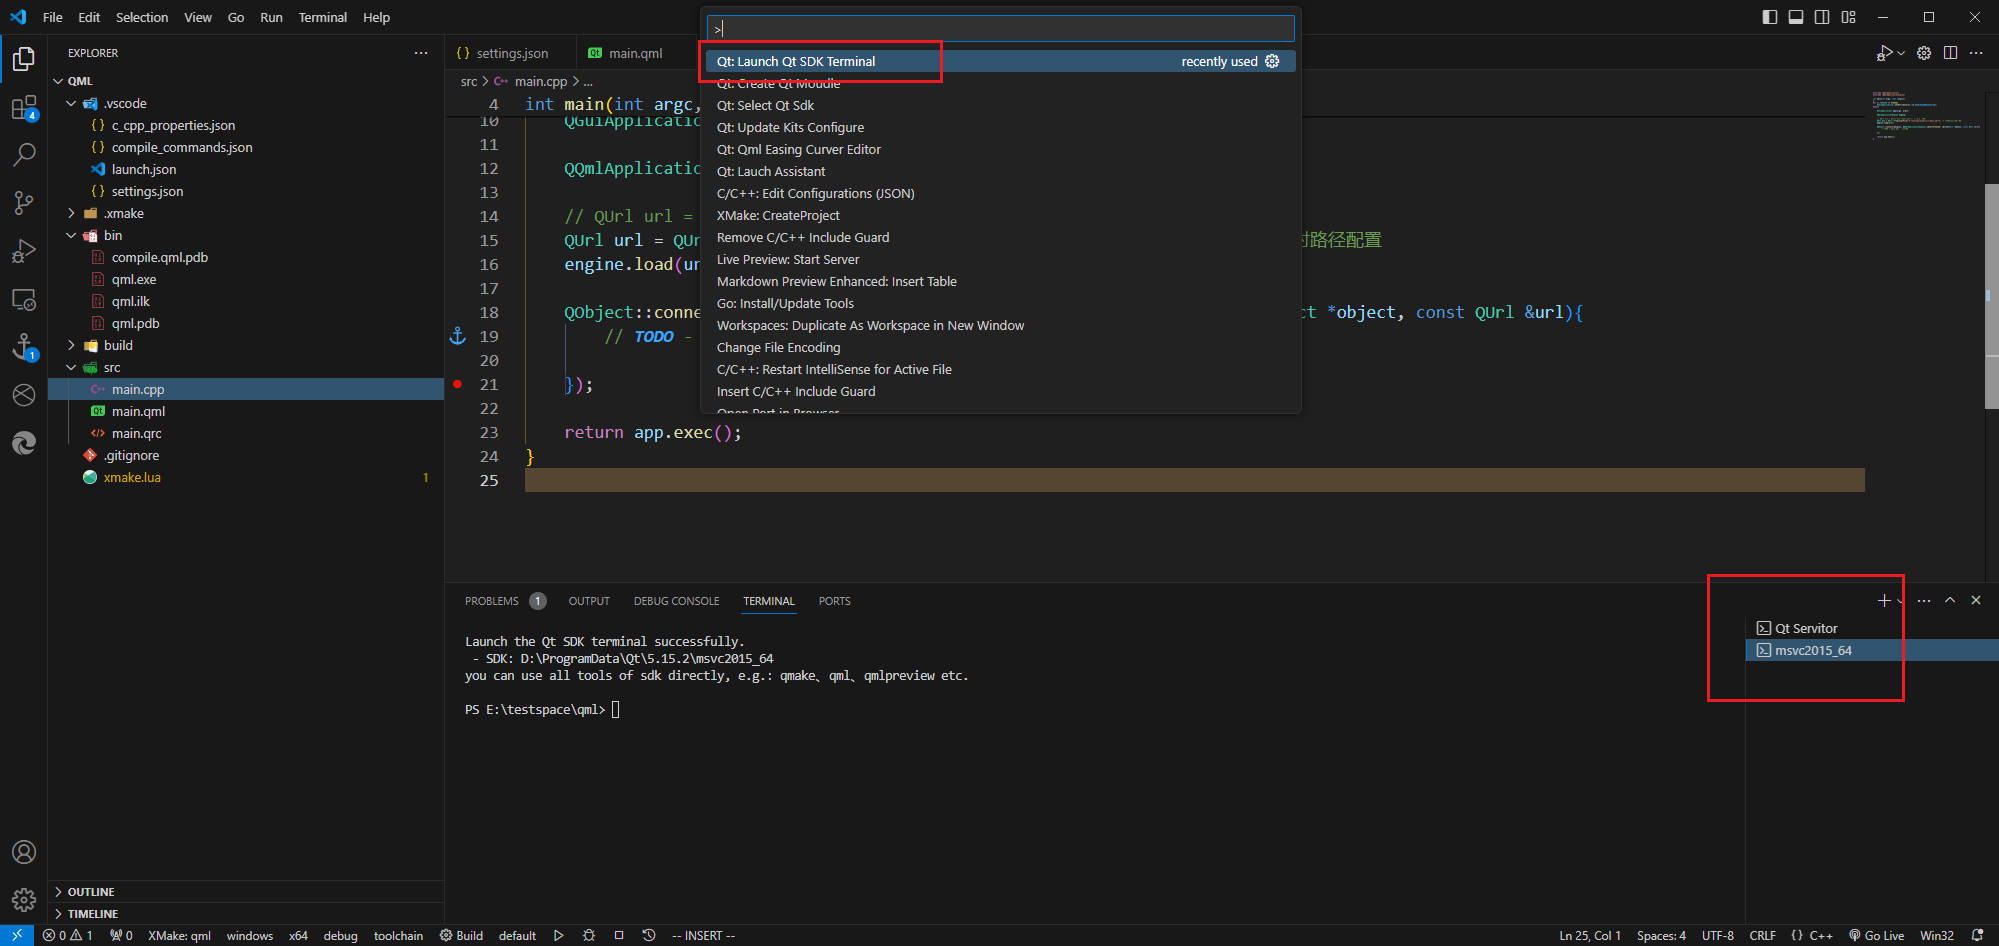 File Edit Selection View Go Run Terminal Help
>
EXPLORER
QML
.vscode
{} c_cpp_properties.json
{} compile_commands.json
launch.json
{} settings.json
.xmake
bin
compile.qml.pdb
qml.exe
qml.ilk
qml.pdb
build
src
main.cpp
main.qml
main.qrc
.gitignore
xmake.lua 1
4
1
OUTLINE
TIMELINE
{} settings.json Qt main.qml
src > main.cpp > ...
4 int main(int argc,
10 QGuiApplicatic
11
12 QQmlApplicatic
13
14 // QUrl url =
15 QUrl url = QUr 时路径配置
16 engine.load(ur
17
18 QObject::conne ct *object, const QUrl &url){
19 // TODO -
20
21 });
22
23 return app.exec();
24 }
25
Qt: Launch Qt SDK Terminal recently used
Qt: Create Qt Moudle
Qt: Select Qt Sdk
Qt: Update Kits Configure
Qt: Qml Easing Curver Editor
Qt: Lauch Assistant
C/C++: Edit Configurations (JSON)
XMake: CreateProject
Remove C/C++ Include Guard
Live Preview: Start Server
Markdown Preview Enhanced: Insert Table
Go: Install/Update Tools
Workspaces: Duplicate As Workspace in New Window
Change File Encoding
C/C++: Restart IntelliSense for Active File
Insert C/C++ Include Guard
Open Port in Browser
PROBLEMS 1 OUTPUT DEBUG CONSOLE TERMINAL PORTS
Launch the Qt SDK terminal successfully.
- SDK: D:\ProgramData\Qt\5.15.2\msvc2015_64
you can use all tools of sdk directly, e.g.: qmake、qml、qmlpreview etc.
PS E:\testspace\qml>
Qt Servitor
msvc2015_64
0 1 0 XMake: qml windows x64 debug toolchain Build default -- INSERT -- Ln 25, Col 1 Spaces: 4 UTF-8 CRLF {} C++ Go Live Win32